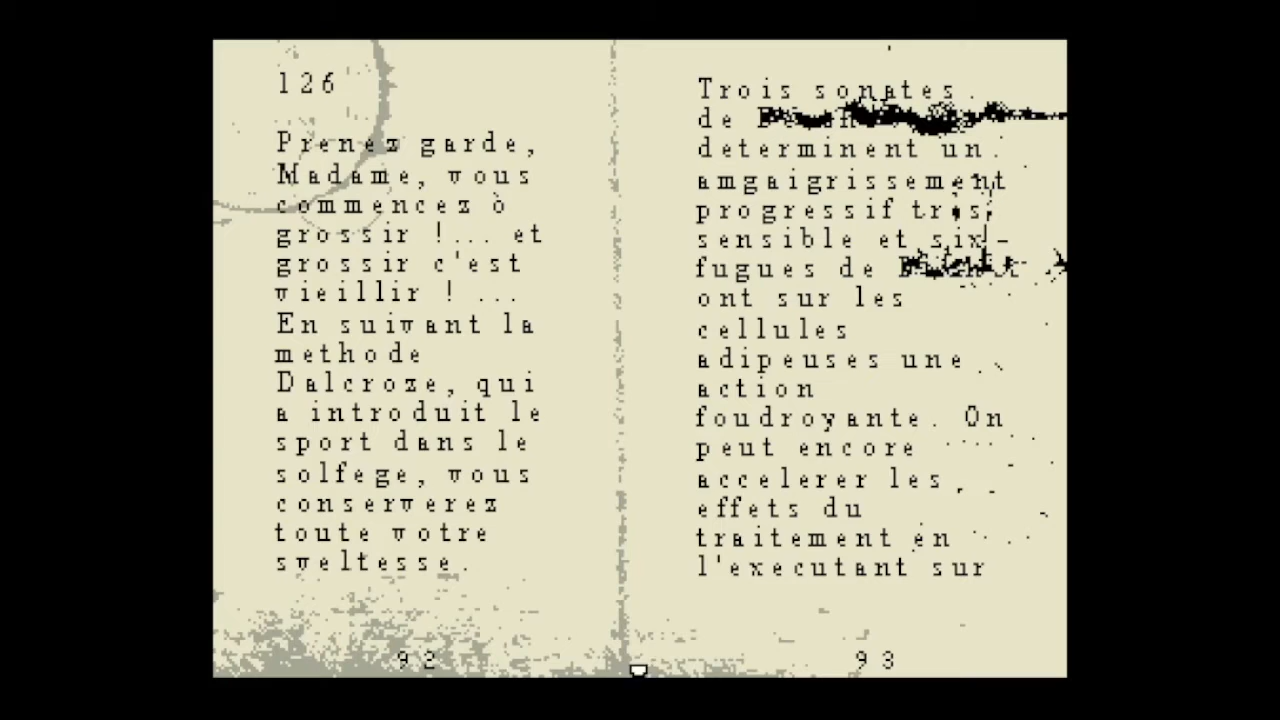 126
Prenez garde,
Madame, vous
commencez ò
grossir !... et
grossir c'est
vieillir ! ...
En suivant la
methode
Dalcroze, qui
a introduit le
sport dans le
solfege, vous
conserverez
toute votre
sveltesse.
92
Trois sonates
de
determinent un
amgaigrissement
progressif tres
sensible et six
fugues de
ont sur les
cellules
adipeuses une
action
foudroyante. On
peut encore
accelerer les
effets du
traitement en
l'executant sur
93